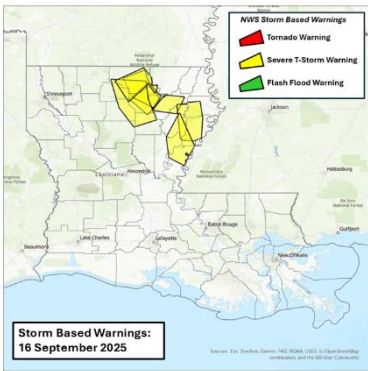 NWS Storm Based Warnings
Tornado Warning
Severe T-Storm Warning
Flash Flood Warning
Shreveport
Jackson
Louisiana
Alexandria
Hattiesburg
Baton Rouge
Gulfport
Beaumont
Lake Charles
Lafayette
New Orleans
Storm Based Warnings:
16 September 2025
Sources: Esri, TomTom, Garmin, FAO, NOAA, USGS, (c) OpenStreetMap
contributors, and the GIS User Community